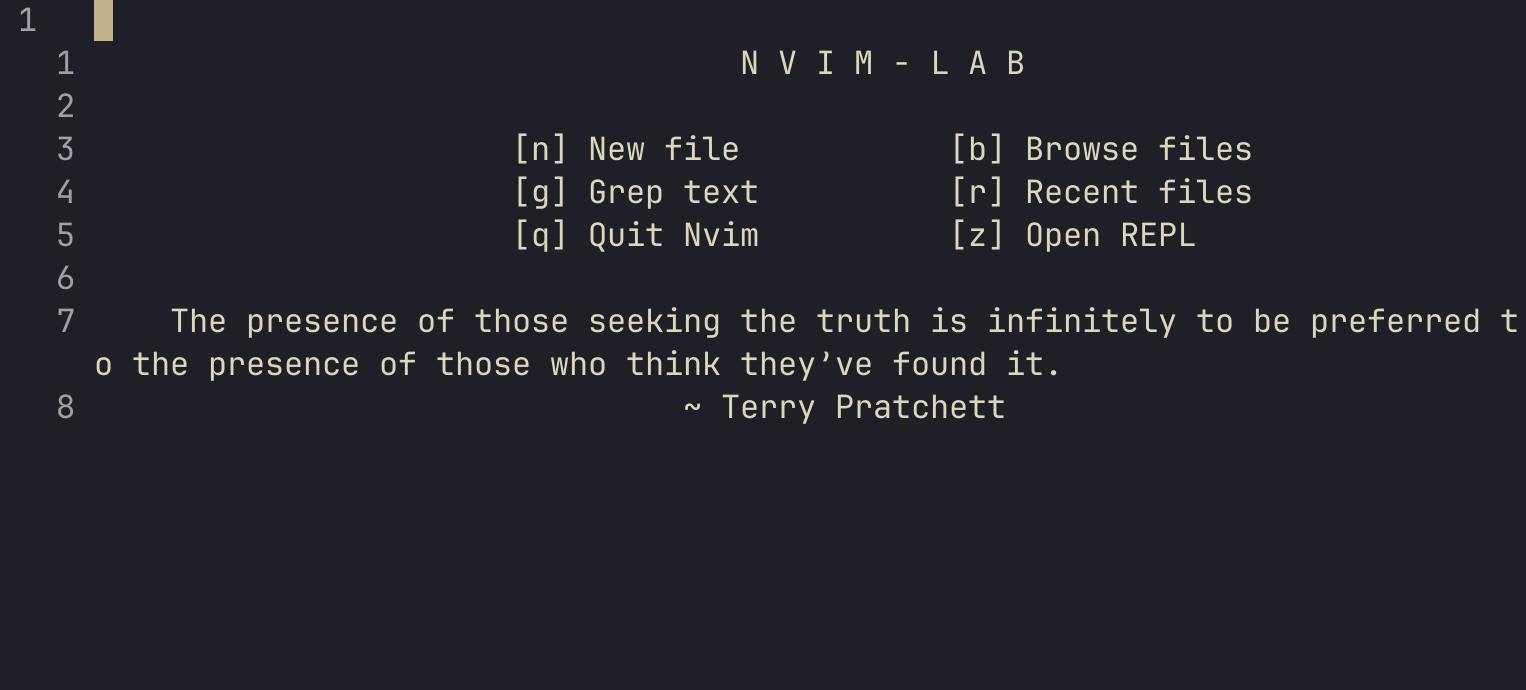 1
1 N V I M - L A B
2
3 [n] New file [b] Browse files
4 [g] Grep text [r] Recent files
5 [q] Quit Nvim [z] Open REPL
6
7 The presence of those seeking the truth is infinitely to be preferred t
o the presence of those who think they’ve found it.
8 ~ Terry Pratchett